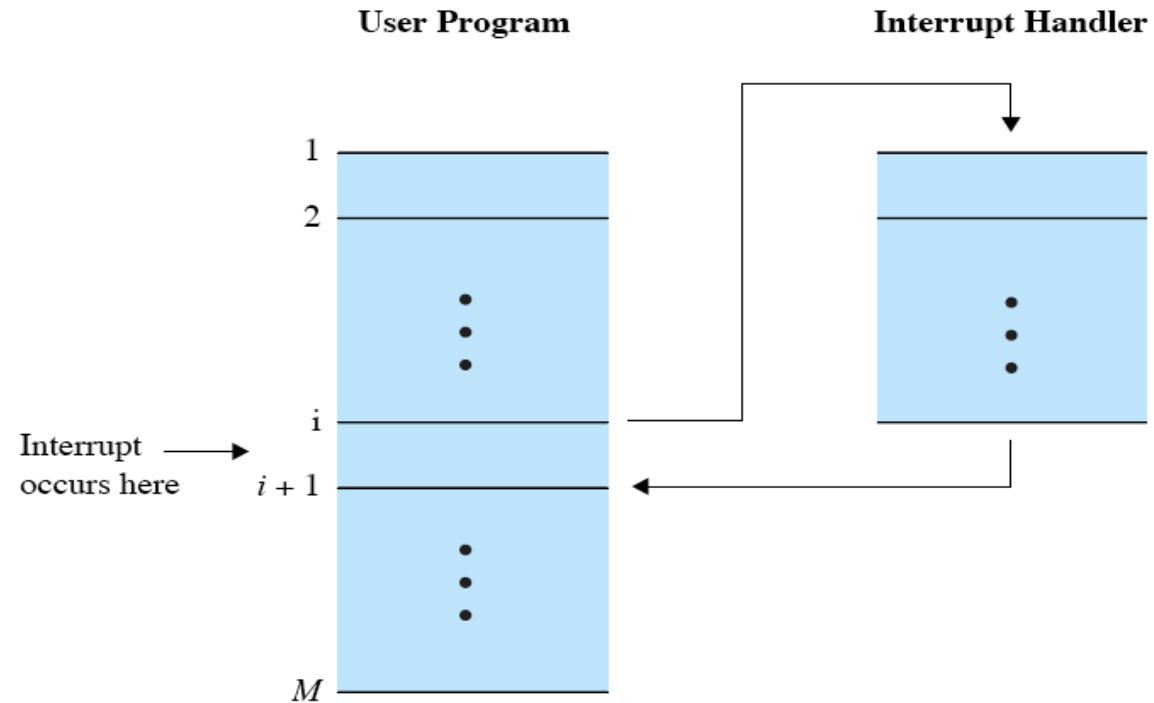 User Program
Interrupt Handler
1
2
i
Interrupt
occurs here
i + 1
M